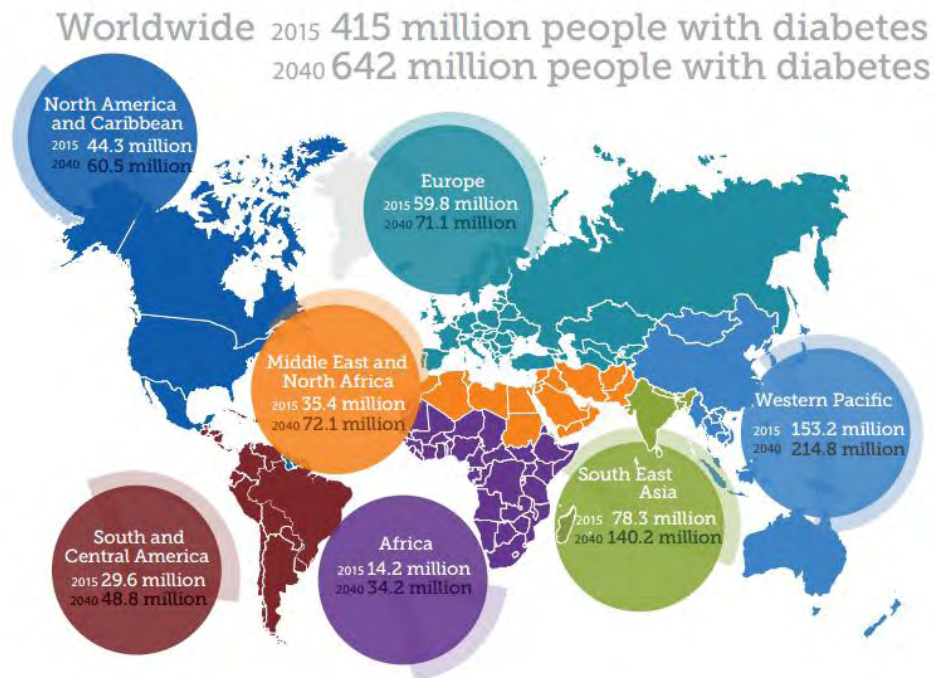 Worldwide 2015 415 million people with diabetes
2040 642 million people with diabetes
North America
and Caribbean
2015 44.3 million
2040 60.5 million
Europe
2015 59.8 million
2040 71.1 million
Middle East and
North Africa
2015 35.4 million
2040 72.1 million
Western Pacific
2015 153.2 million
2040 214.8 million
South East
Asia
2015 78.3 million
2040 140.2 million
South and
Central America
2015 29.6 million
2040 48.8 million
Africa
2015 14.2 million
2040 34.2 million